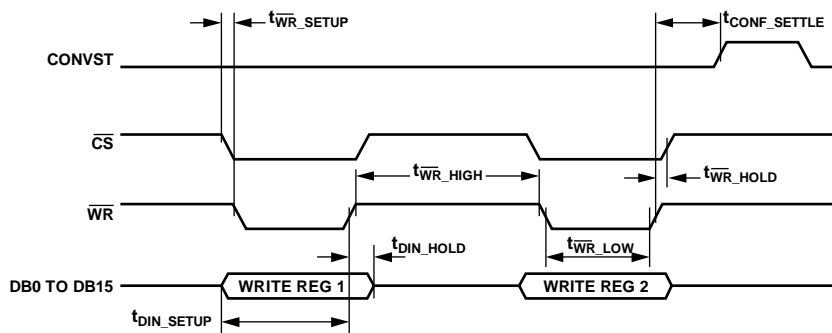 tWR_SETUP
tCONF_SETTLE
CONVST
CS
tWR_HIGH
tWR_HOLD
WR
tDIN_HOLD
tWR_LOW
DB0 TO DB15
WRITE REG 1
WRITE REG 2
tDIN_SETUP